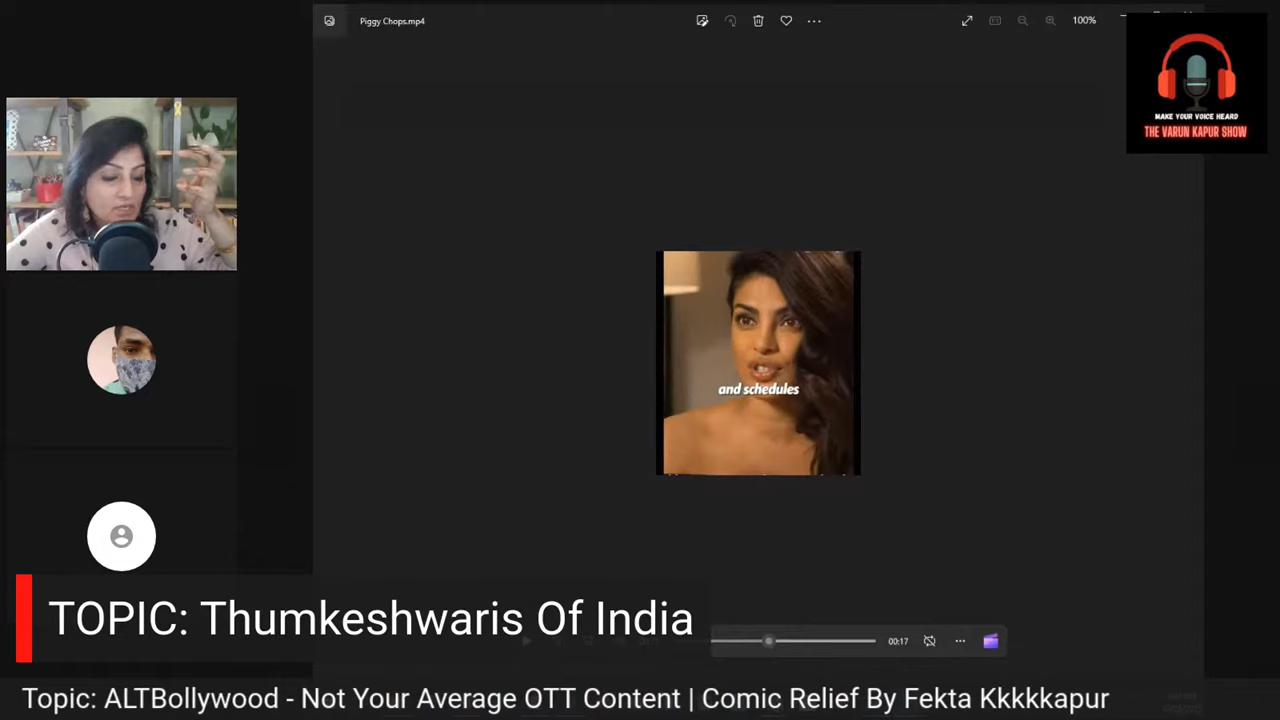 Piggy Chops.mp4
100%
MAKE YOUR VOICE HEARD
THE VARUN KAPUR SHOW
and schedules
TOPIC: Thumkeshwaris Of India
00:17
Topic: ALTBollywood - Not Your Average OTT Content | Comic Relief By Fekta Kkkkkapur